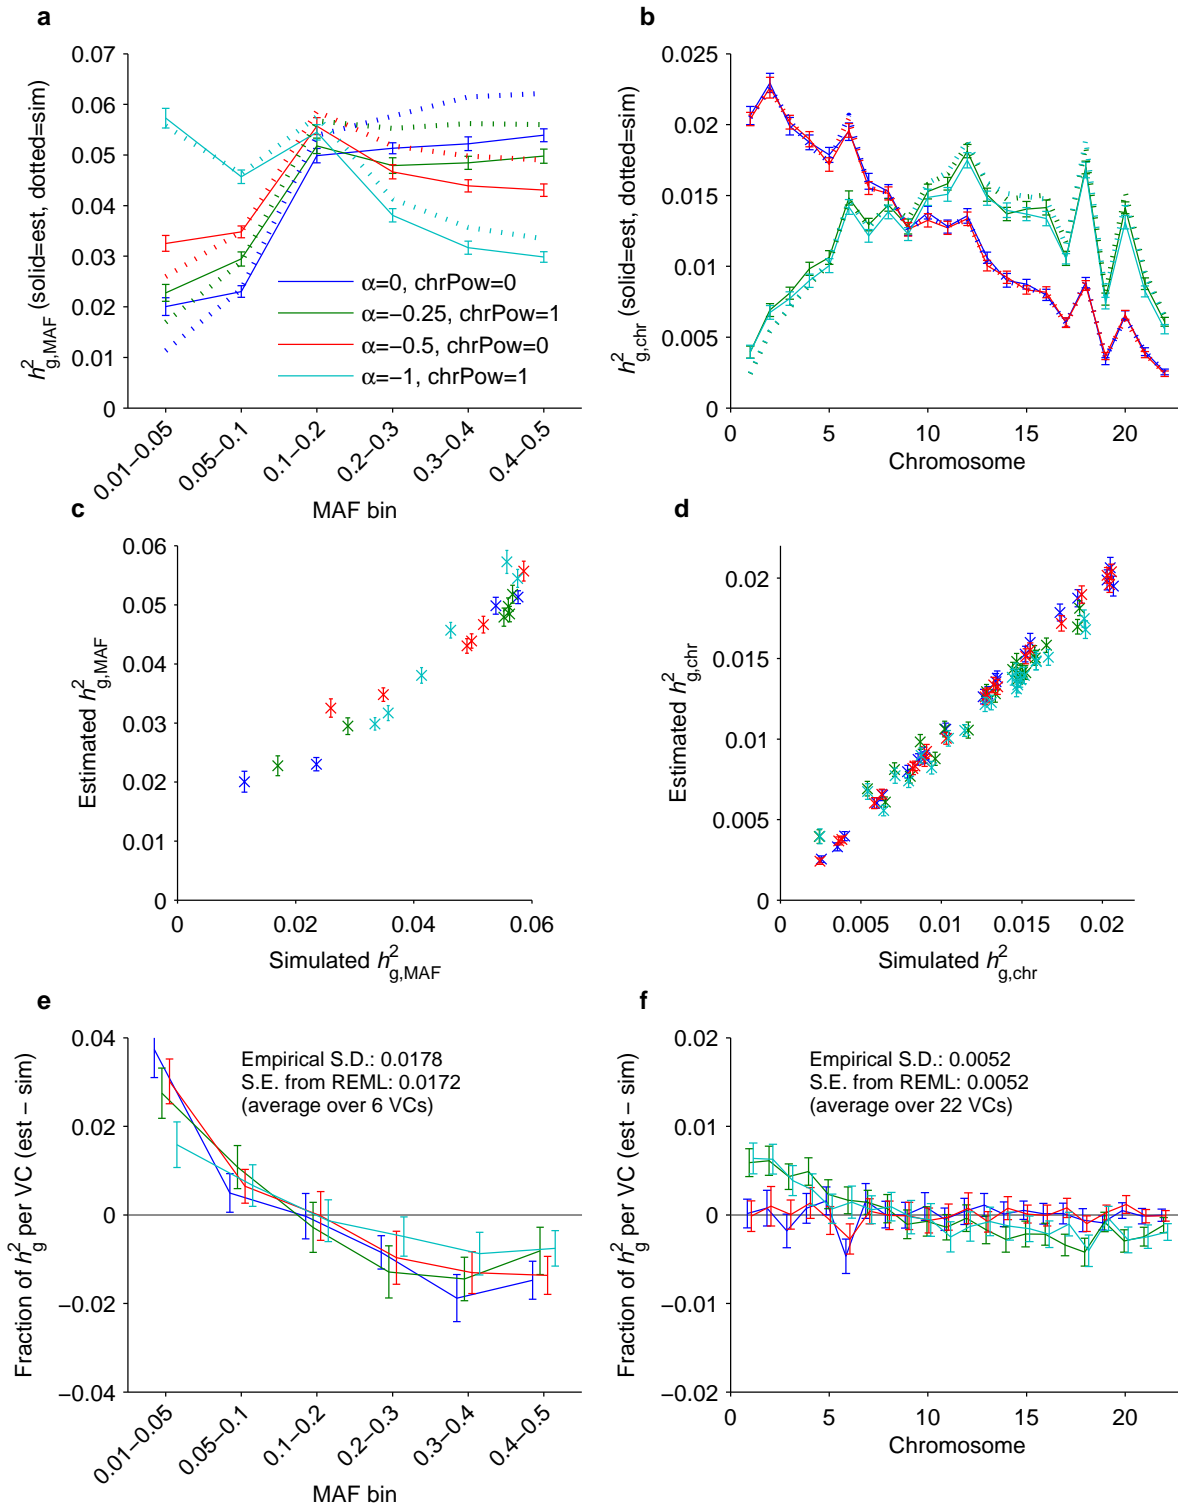 a
h²g,MAF (solid=est, dotted=sim)
0.07
0.06
0.05
0.04
0.03
0.02
0.01
0
α=0, chrPow=0
α=−0.25, chrPow=1
α=−0.5, chrPow=0
α=−1, chrPow=1
0.01−0.05
0.05−0.1
0.1−0.2
0.2−0.3
0.3−0.4
0.4−0.5
MAF bin
b
h²g,chr (solid=est, dotted=sim)
0.025
0.02
0.015
0.01
0.005
0
0 5 10 15 20
Chromosome
c
Estimated h²g,MAF
0.06
0.05
0.04
0.03
0.02
0.01
0
0 0.02 0.04 0.06
Simulated h²g,MAF
d
Estimated h²g,chr
0.02
0.015
0.01
0.005
0
0 0.005 0.01 0.015 0.02
Simulated h²g,chr
e
Fraction of h²g per VC (est − sim)
0.04
0.02
0
−0.02
−0.04
Empirical S.D.: 0.0178
S.E. from REML: 0.0172
(average over 6 VCs)
0.01−0.05
0.05−0.1
0.1−0.2
0.2−0.3
0.3−0.4
0.4−0.5
MAF bin
f
Fraction of h²g per VC (est − sim)
0.02
0.01
0
−0.01
−0.02
Empirical S.D.: 0.0052
S.E. from REML: 0.0052
(average over 22 VCs)
0 5 10 15 20
Chromosome